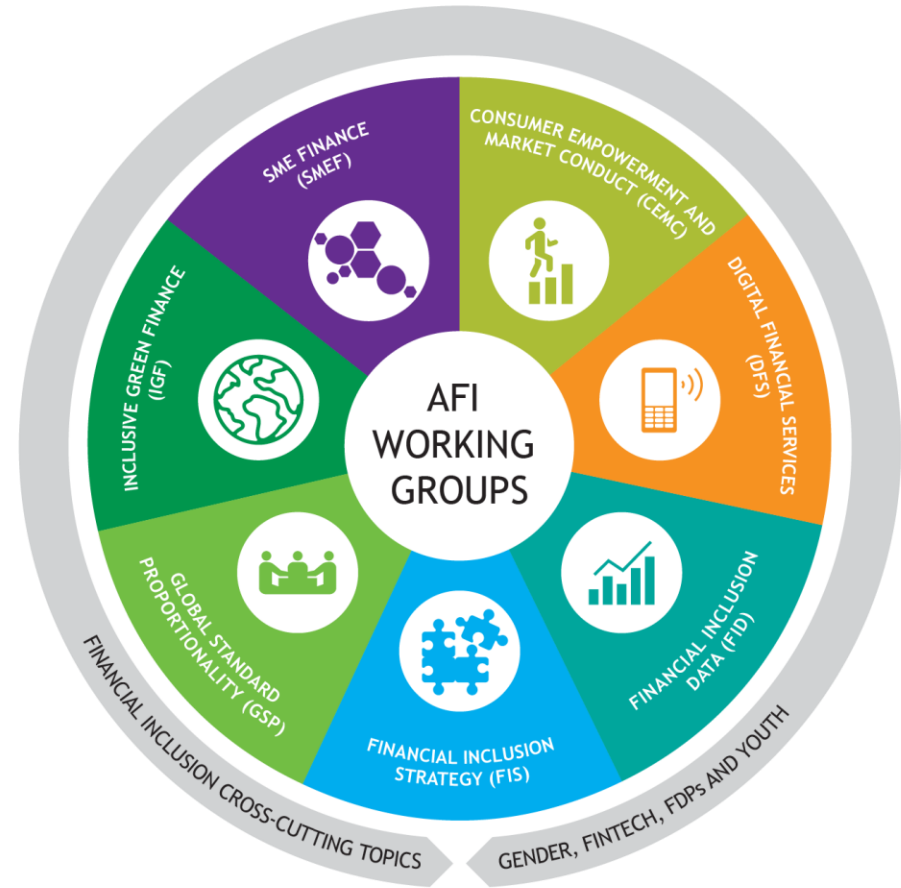 AFI
WORKING
GROUPS
CONSUMER EMPOWERMENT AND
MARKET CONDUCT (CEMC)
DIGITAL FINANCIAL SERVICES
(DFS)
FINANCIAL INCLUSION
DATA (FID)
FINANCIAL INCLUSION
STRATEGY (FIS)
GLOBAL STANDARD
PROPORTIONALITY (GSP)
INCLUSIVE GREEN FINANCE
(IGF)
SME FINANCE
(SMEF)
FINANCIAL INCLUSION CROSS-CUTTING TOPICS
GENDER, FINTECH, FDPs AND YOUTH